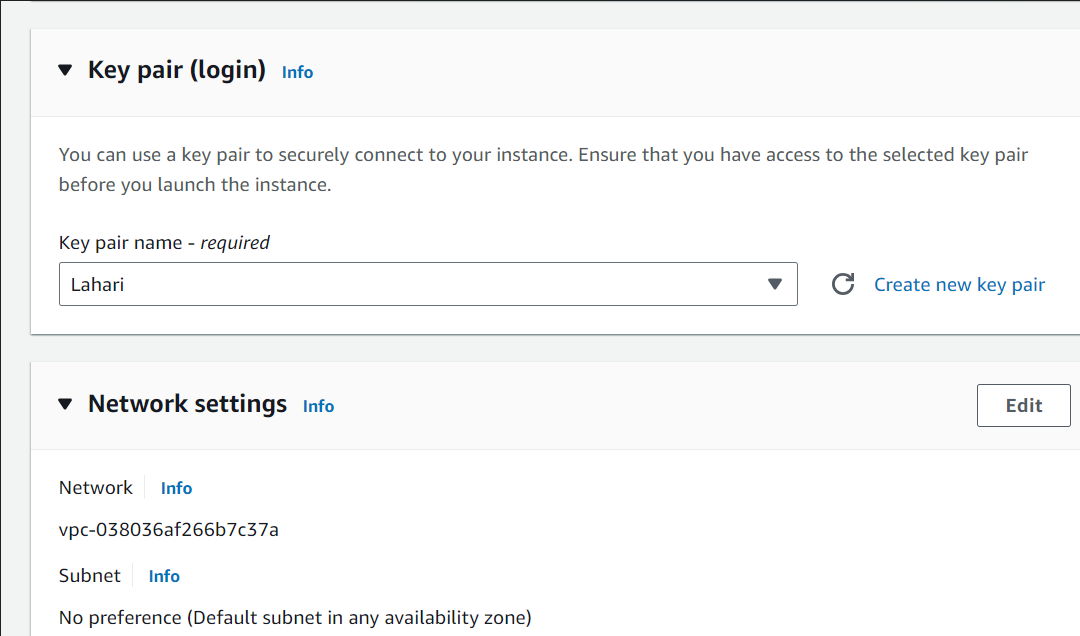 Key pair (login) Info
You can use a key pair to securely connect to your instance. Ensure that you have access to the selected key pair
before you launch the instance.
Key pair name - required
Lahari
Create new key pair
Network settings Info
Edit
Network Info
vpc-038036af266b7c37a
Subnet Info
No preference (Default subnet in any availability zone)